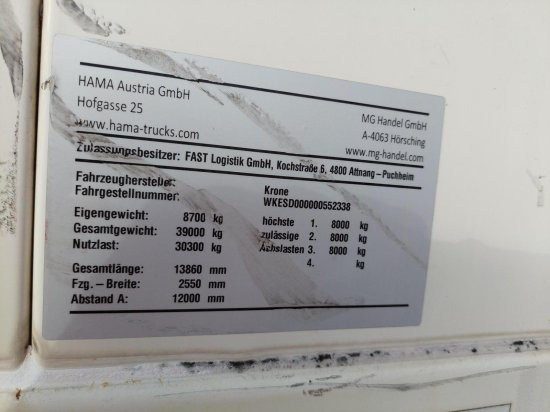 HAMA Austria GmbH
Hofgasse 25
www.hama-trucks.com
MG Handel GmbH
A-4063 Hörsching
www.mg-handel.com
Zulassungsbesitzer: FAST Logistik GmbH, Kochstraße 6, 4800 Attnang-Puchheim
Fahrzeughersteller: Krone
Fahrgestellnummer: WKESD000000552338
Eigengewicht: 8700 kg
Gesamtgewicht: 39000 kg
Nutzlast: 30300 kg
höchste 1. 8000 kg
zulässige 2. 8000 kg
Achslasten 3. 8000 kg
4. kg
Gesamtlänge: 13860 mm
Fzg.- Breite: 2550 mm
Abstand A: 12000 mm